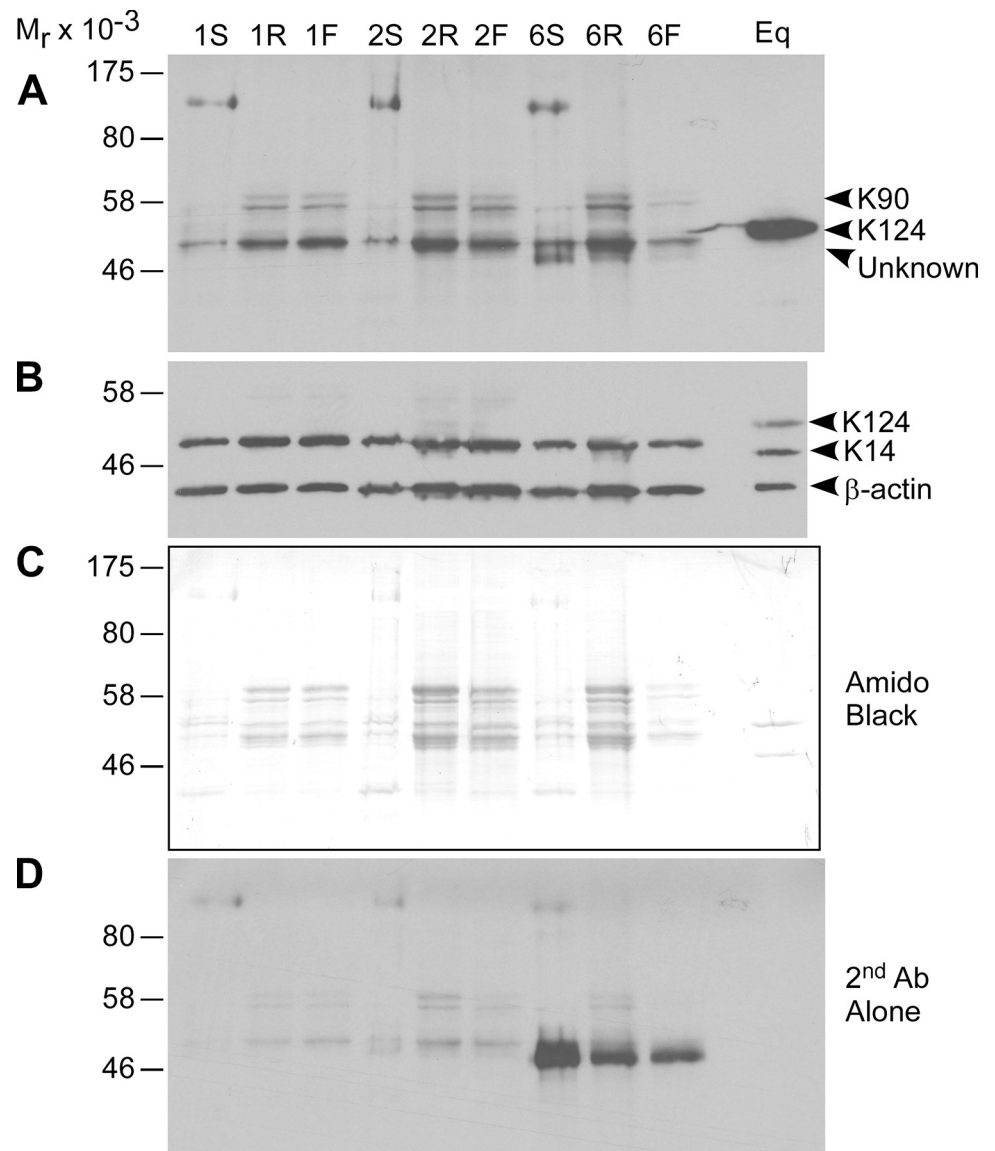 Mr x 10-3 1S 1R 1F 2S 2R 2F 6S 6R 6F Eq
A
175
80
58
46
K90
K124
Unknown
B
58
46
K124
K14
β-actin
C
175
80
58
46
Amido
Black
D
80
58
46
2nd Ab
Alone